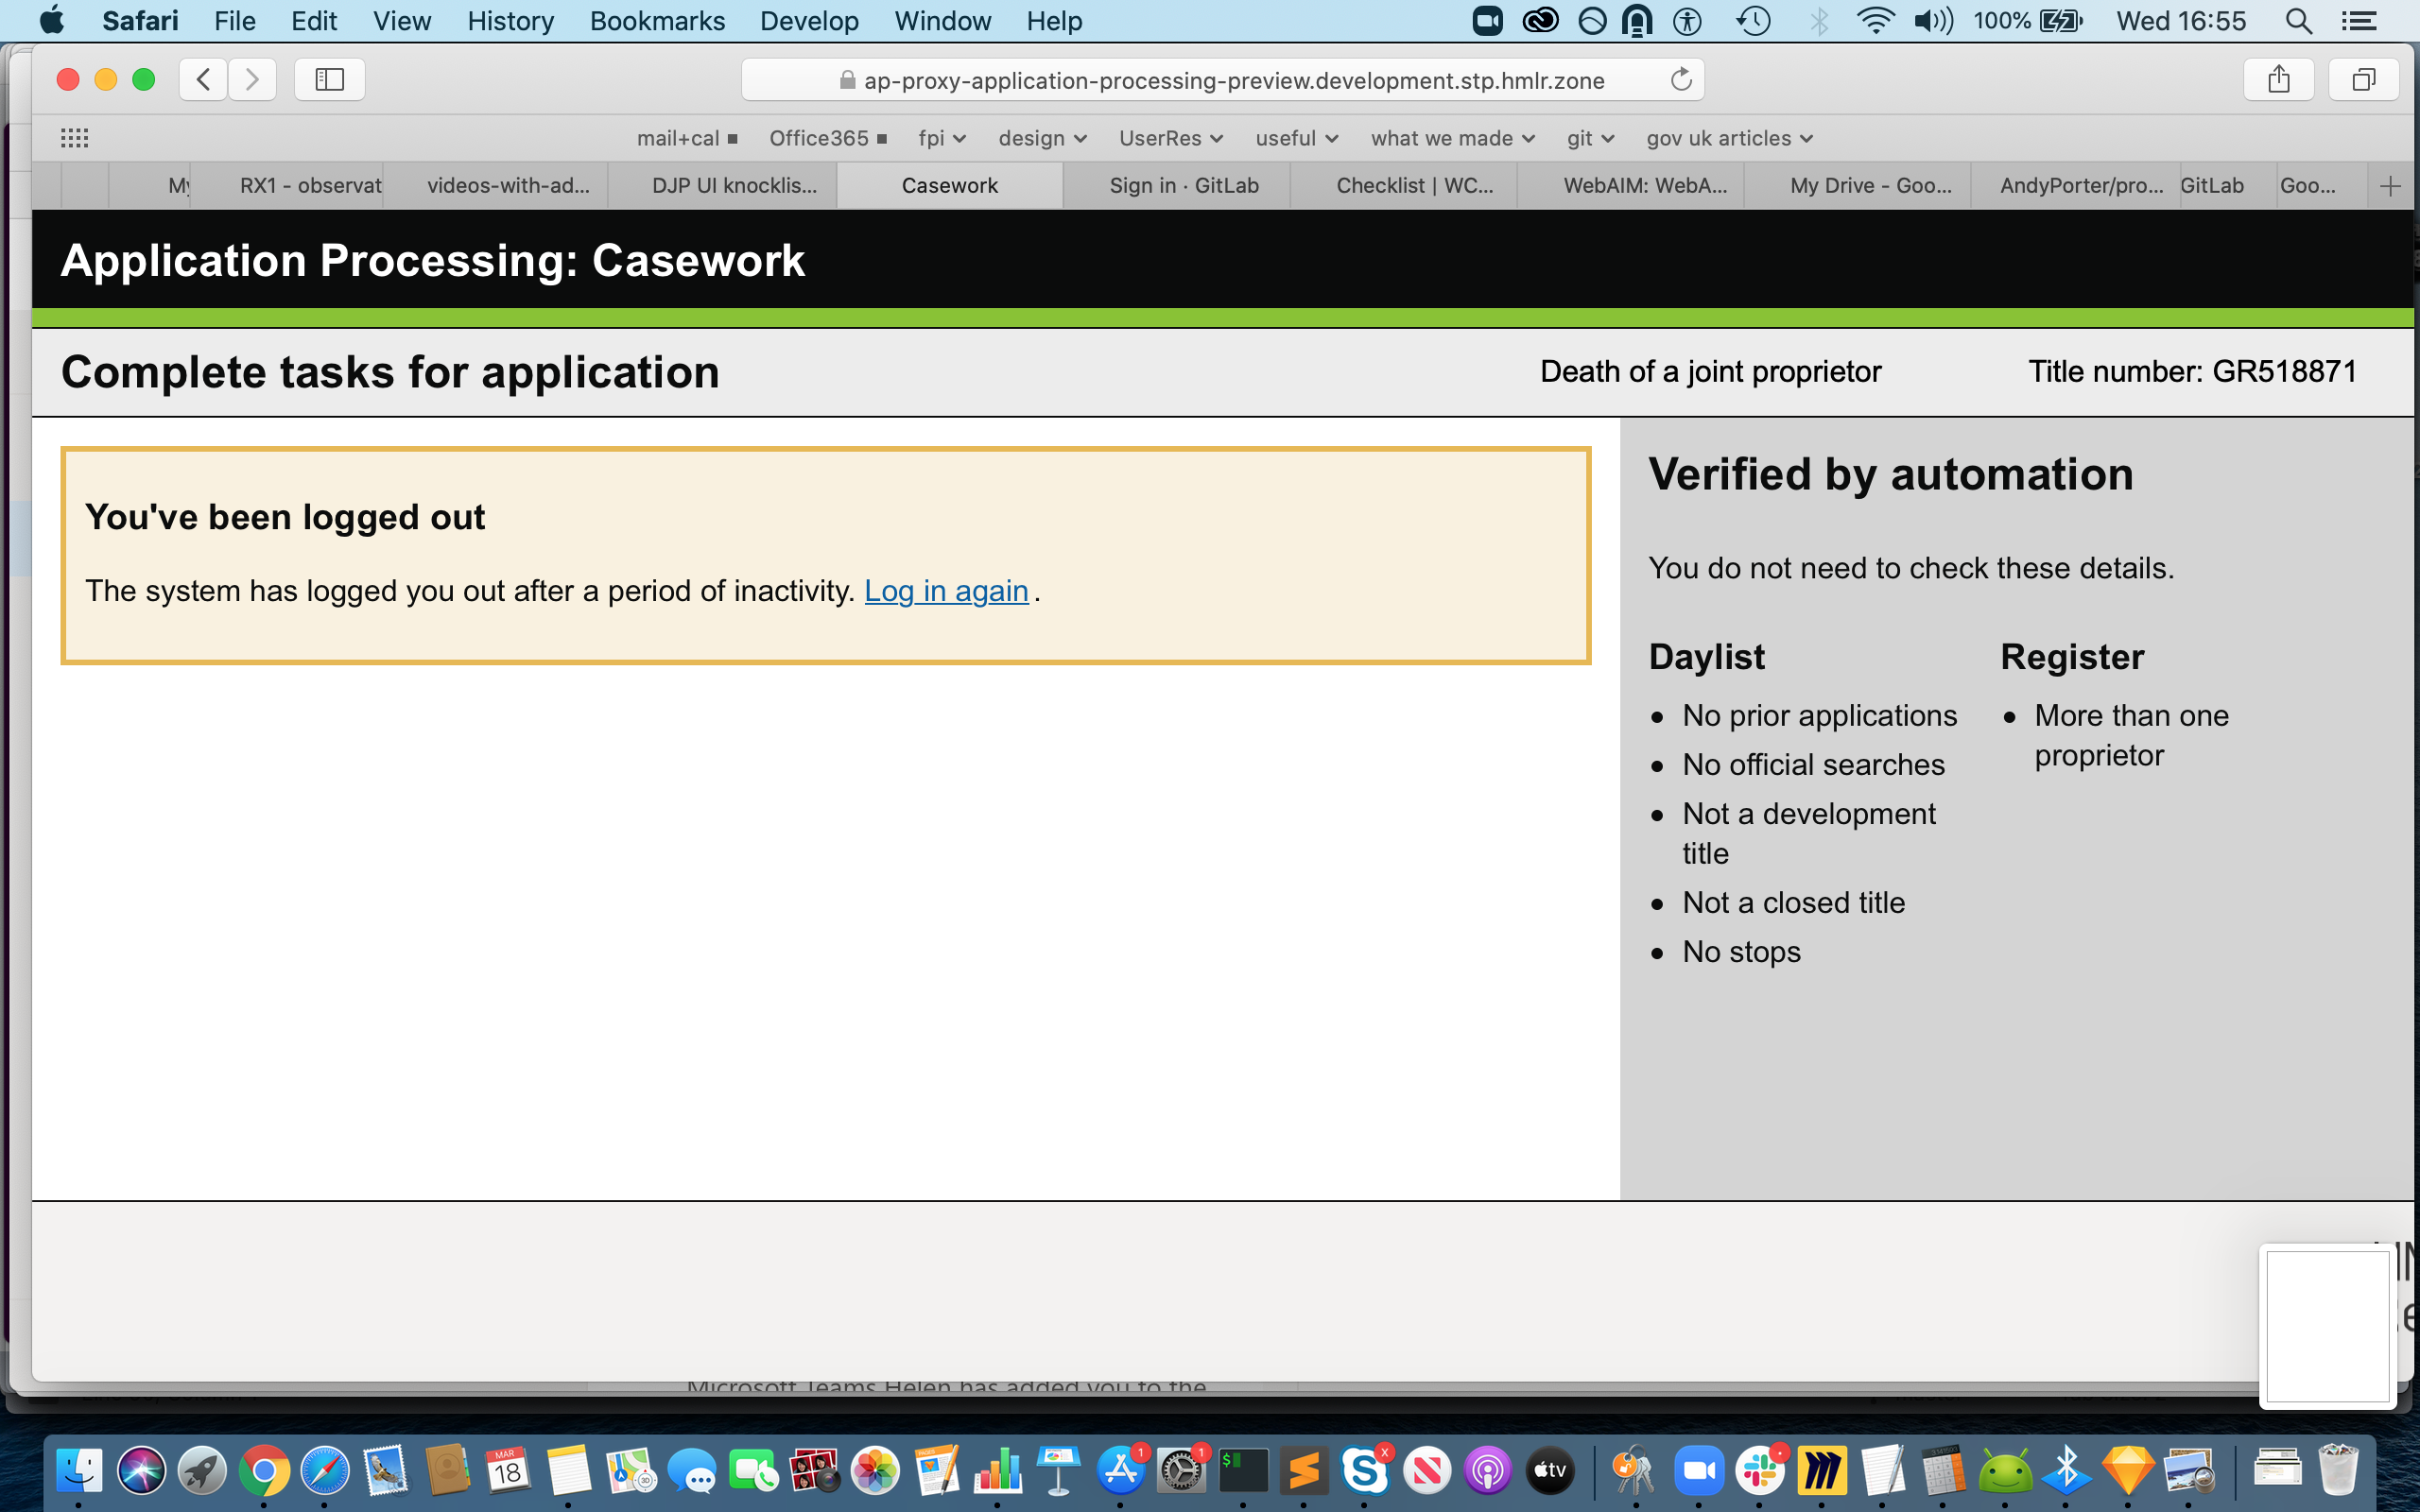 Safari File Edit View History Bookmarks Develop Window Help 100% Wed 16:55
ap-proxy-application-processing-preview.development.stp.hmlr.zone
mail+cal Office365 fpi design UserRes useful what we made git gov uk articles
My RX1 - observat videos-with-ad... DJP UI knocklis... Casework Sign in · GitLab Checklist | WC... WebAIM: WebA... My Drive - Goo... AndyPorter/pro... GitLab Goo...
Application Processing: Casework
Complete tasks for application
Death of a joint proprietor
Title number: GR518871
You've been logged out
The system has logged you out after a period of inactivity. Log in again.
Verified by automation
You do not need to check these details.
Daylist
No prior applications
No official searches
Not a development
title
Not a closed title
No stops
Register
More than one
proprietor
Microsoft Teams Helen has added you to the
MAR
18
1
1
tv